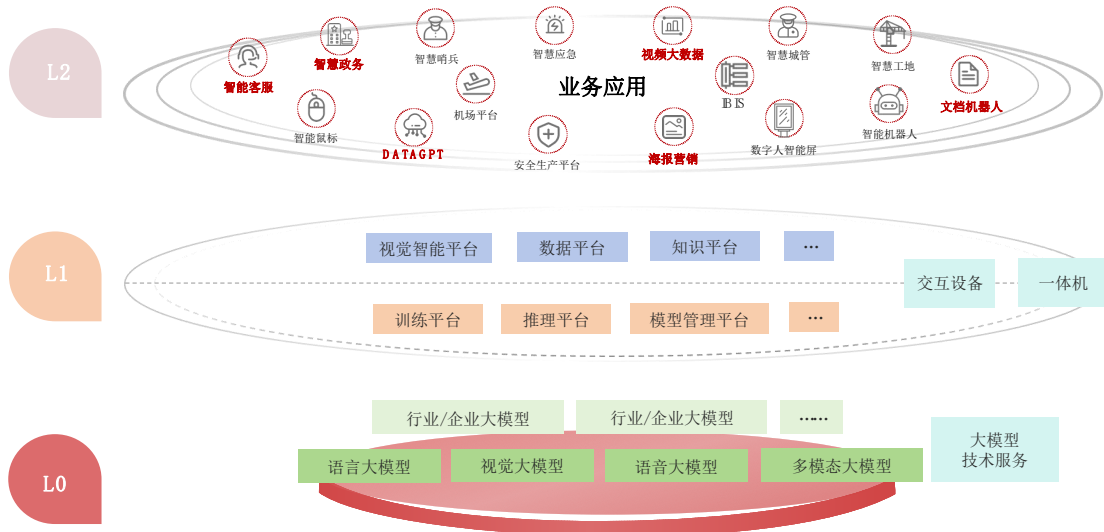 L2
智能客服
智慧政务
智慧哨兵
智慧应急
视频大数据
智慧城管
智慧工地
文档机器人
业务应用
机场平台
IBIS
智能鼠标
DATAGPT
安全生产平台
海报营销
数字人智能屏
智能机器人
L1
视觉智能平台
数据平台
知识平台
…
交互设备
一体机
训练平台
推理平台
模型管理平台
…
L0
行业/企业大模型
行业/企业大模型
……
语言大模型
视觉大模型
语音大模型
多模态大模型
大模型
技术服务